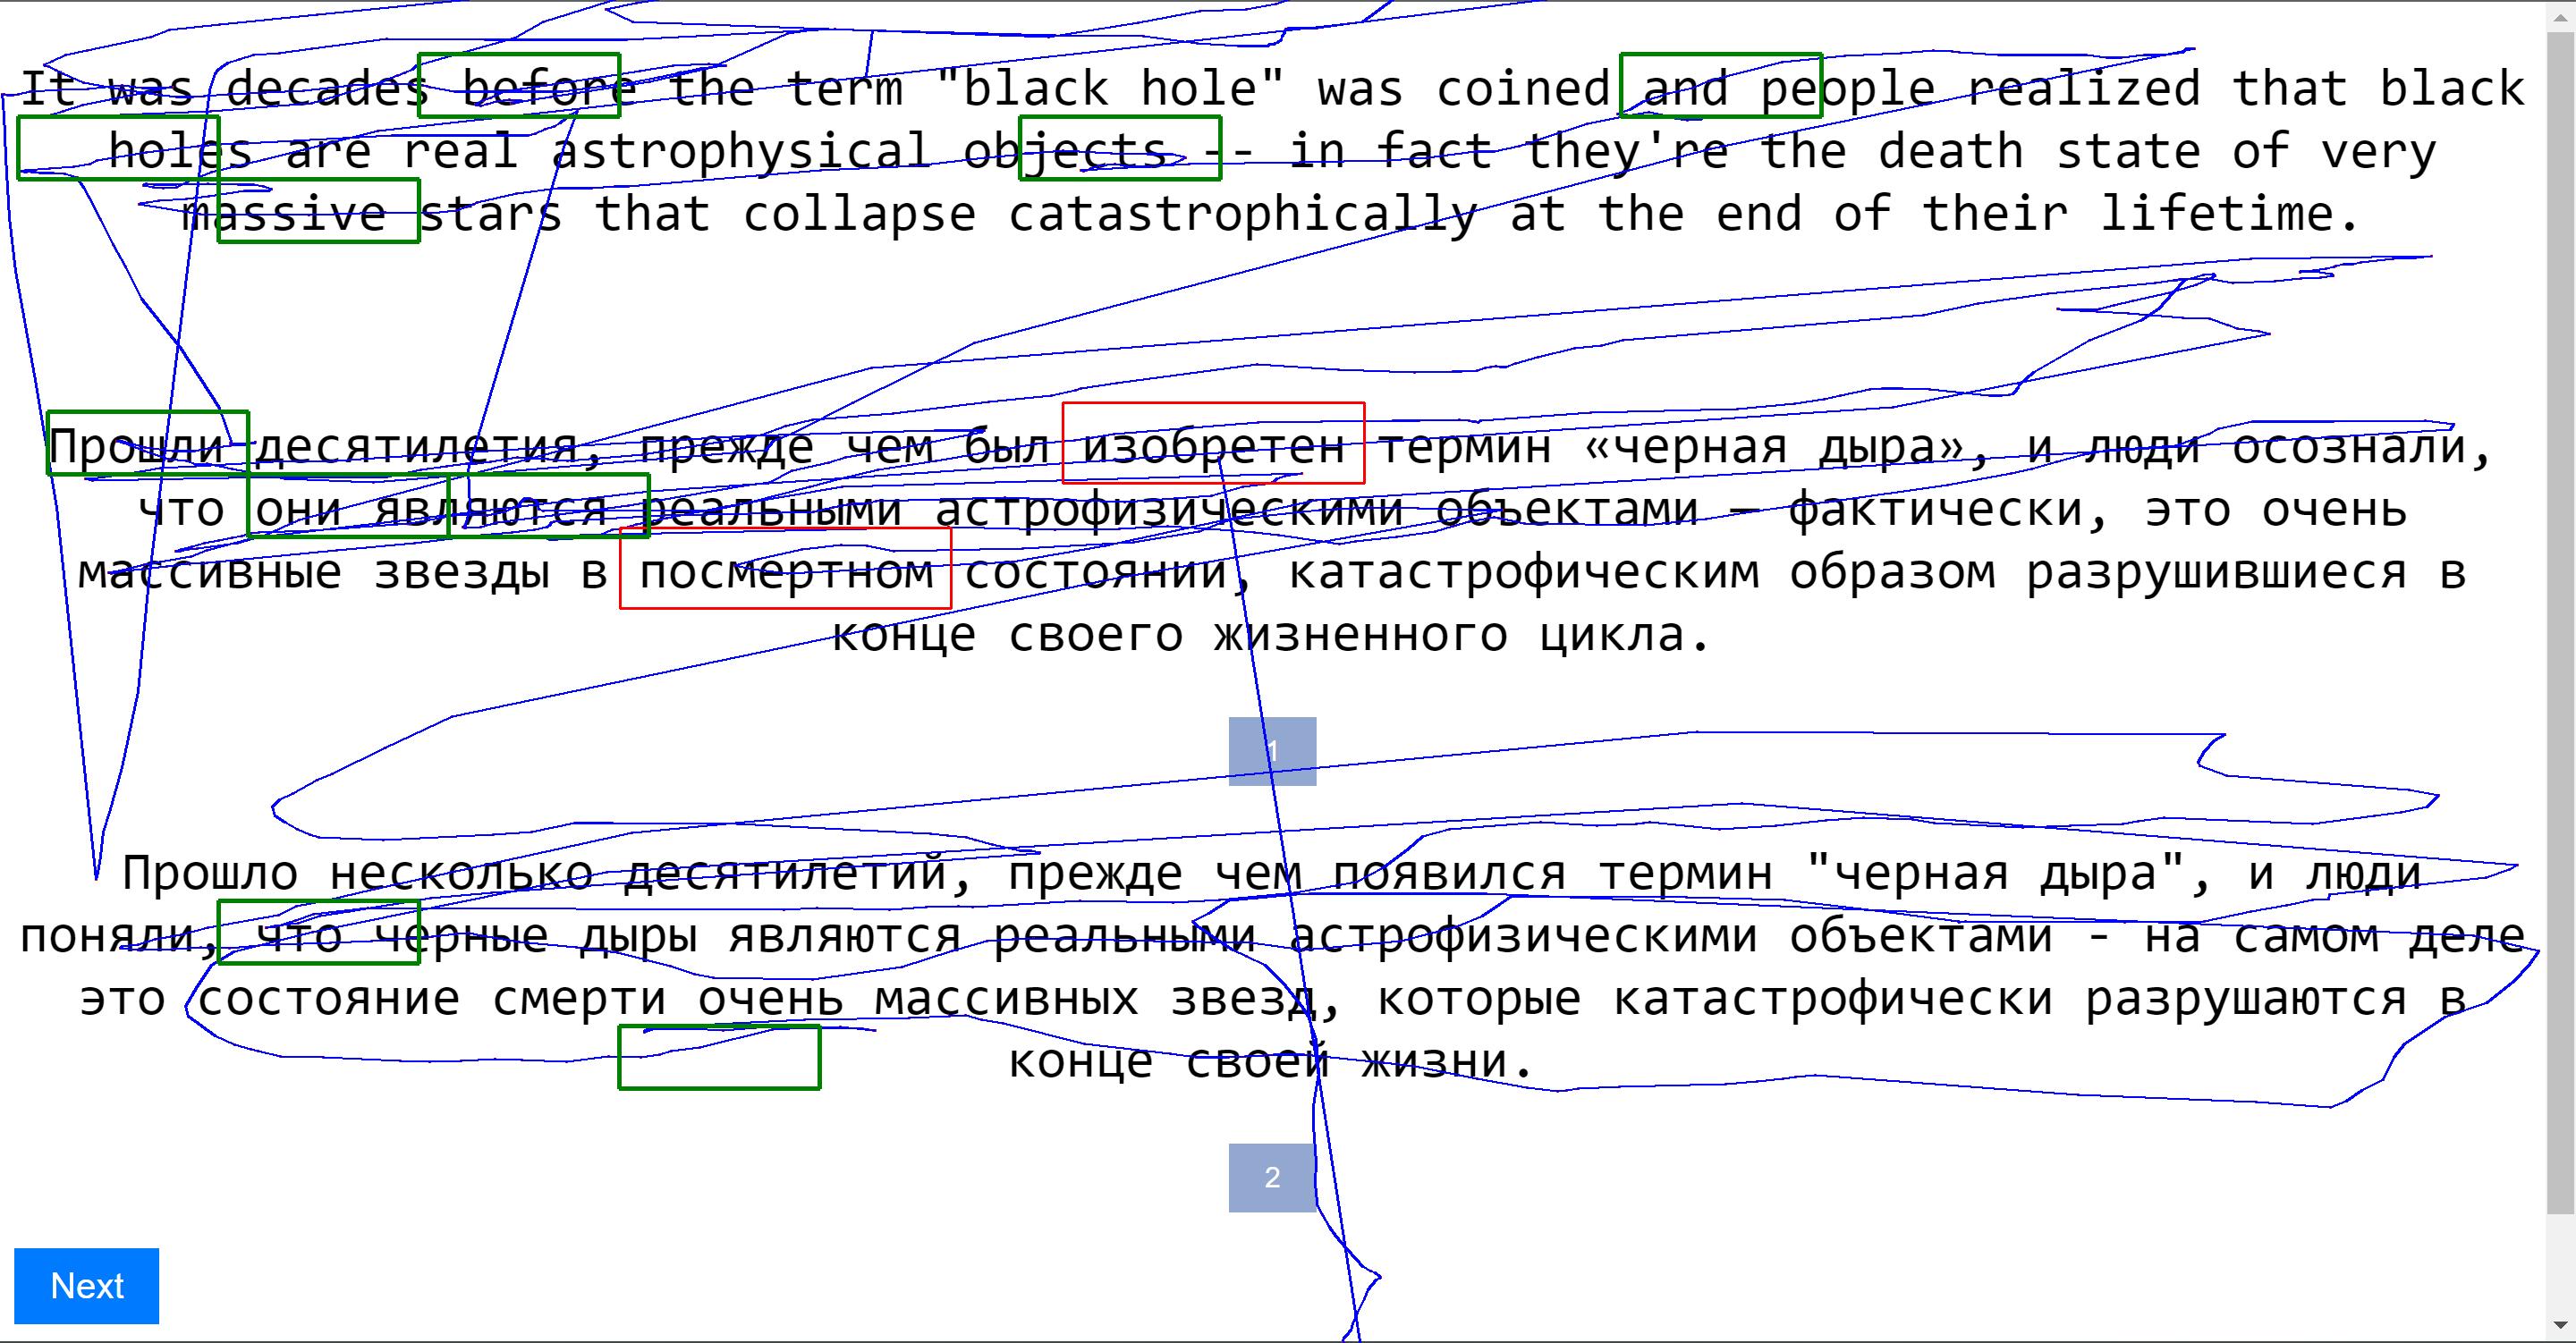 It was decades before the term "black hole" was coined and people realized that black
holes are real astrophysical objects -- in fact they're the death state of very
massive stars that collapse catastrophically at the end of their lifetime.
Прошли десятилетия, прежде чем был изобретен термин «черная дыра», и люди осознали,
что они являются реальными астрофизическими объектами — фактически, это очень
массивные звезды в посмертном состоянии, катастрофическим образом разрушившиеся в
конце своего жизненного цикла.
1
Прошло несколько десятилетий, прежде чем появился термин "черная дыра", и люди
поняли, что черные дыры являются реальными астрофизическими объектами - на самом деле
это состояние смерти очень массивных звезд, которые катастрофически разрушаются в
конце своей жизни.
2
Next